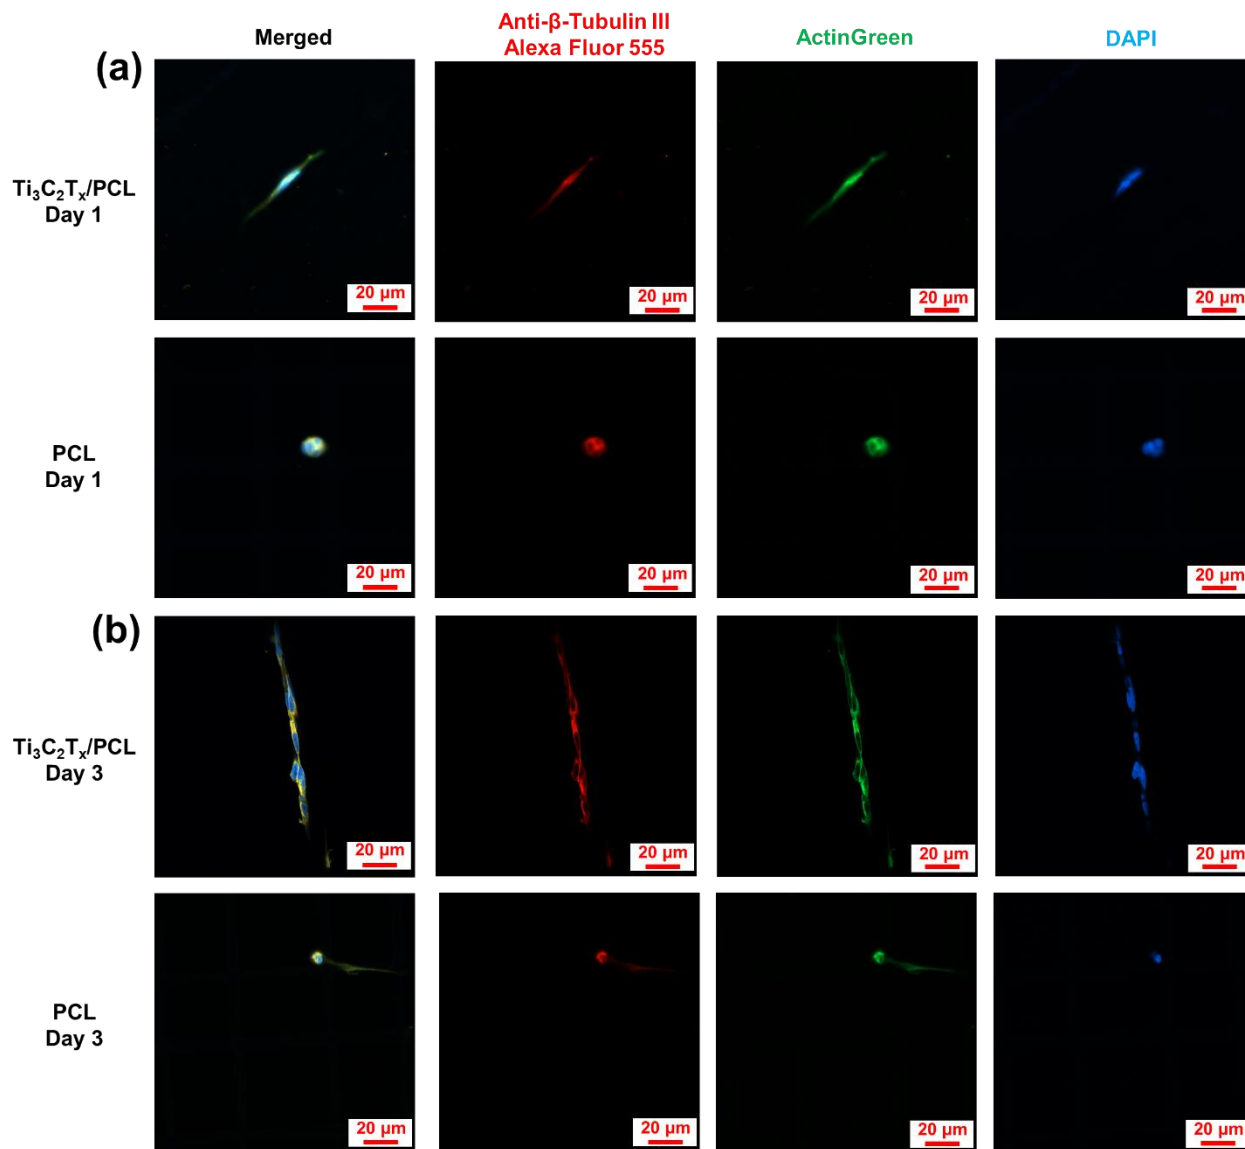 Merged
Anti-β-Tubulin III
Alexa Fluor 555
ActinGreen
DAPI
(a)
Ti₃C₂Tₓ/PCL
Day 1
20 µm
20 µm
20 µm
20 µm
PCL
Day 1
20 µm
20 µm
20 µm
20 µm
(b)
Ti₃C₂Tₓ/PCL
Day 3
20 µm
20 µm
20 µm
20 µm
PCL
Day 3
20 µm
20 µm
20 µm
20 µm